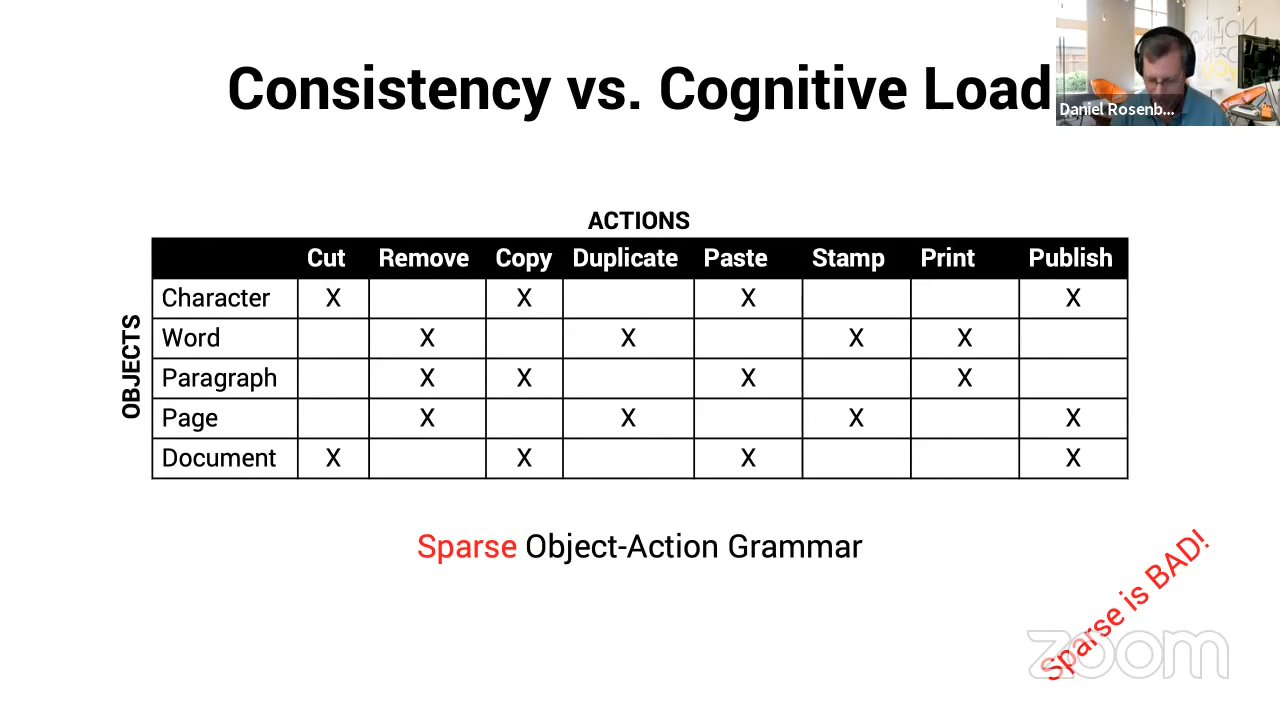 Consistency vs. Cognitive Load
Daniel Rosenb...
ACTIONS
Cut Remove Copy Duplicate Paste Stamp Print Publish
OBJECTS
Character X X X X
Word X X X X
Paragraph X X X X
Page X X X X
Document X X X X
Sparse Object-Action Grammar
Sparse is BAD!
zoom